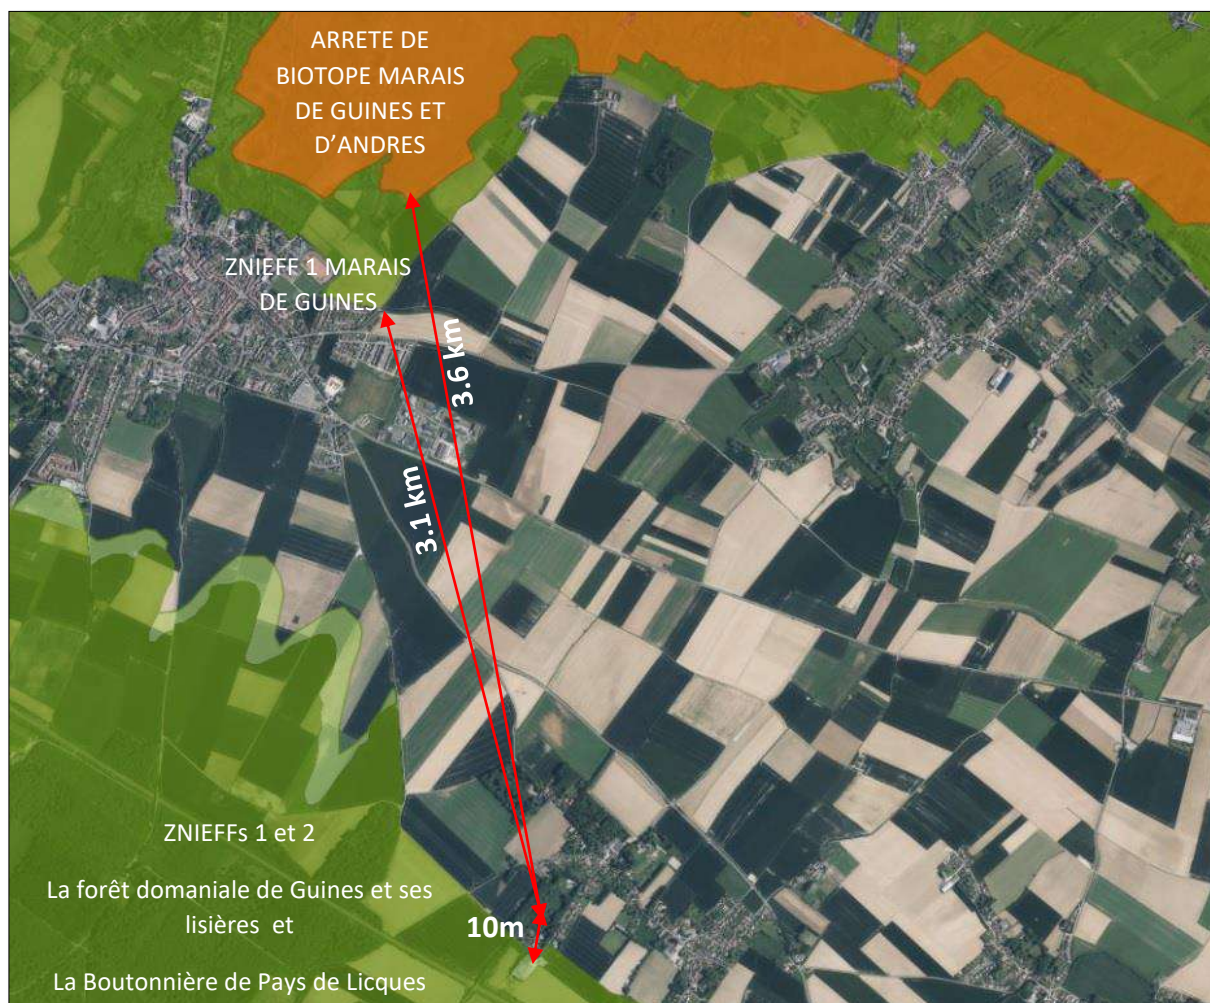 ARRETE DE
BIOTOPE MARAIS
DE GUINES ET
D'ANDRES
ZNIEFF 1 MARAIS
DE GUINES
3.6 km
3.1 km
ZNIEFFs 1 et 2
La forêt domaniale de Guines et ses
lisières et
10m
La Boutonnière de Pays de Licques